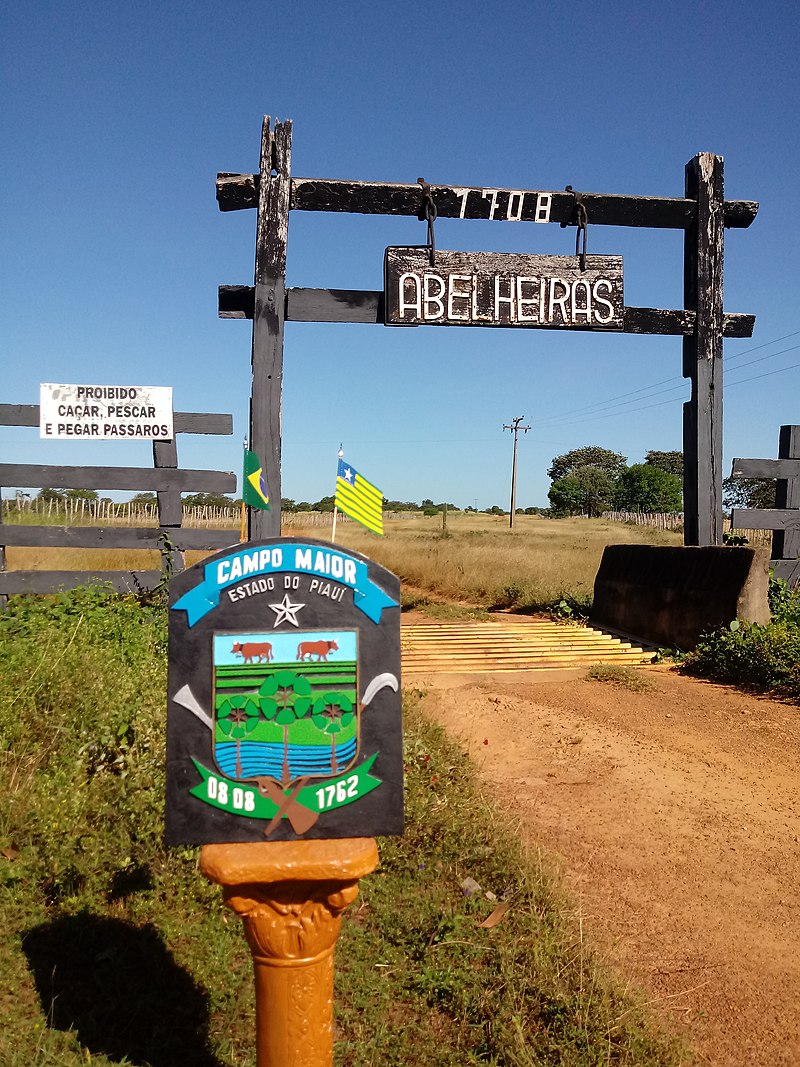 1708
ABELHEIRAS
PROIBIDO
CAÇAR, PESCAR
E PEGAR PASSAROS
CAMPO MAIOR
ESTADO DO PIAUÍ
08 08 1762